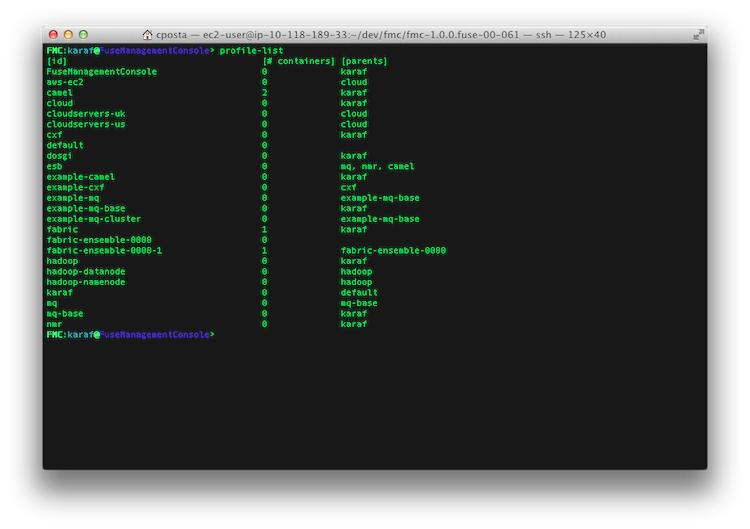 cposta — ec2-user@ip-10-118-189-33:~/dev/fmc/fmc-1.0.0.fuse-00-061 — ssh — 125×40
FMC:karaf@FuseManagementConsole> profile-list
[id] [# containers] [parents]
FuseManagementConsole 0 karaf
aws-ec2 0 cloud
camel 2 karaf
cloud 0 karaf
cloudservers-uk 0 cloud
cloudservers-us 0 cloud
cxf 0 karaf
default 0
dosgi 0 karaf
esb 0 mq, nmr, camel
example-camel 0 karaf
example-cxf 0 cxf
example-mq 0 example-mq-base
example-mq-base 0 karaf
example-mq-cluster 0 example-mq-base
fabric 1 karaf
fabric-ensemble-0000 0
fabric-ensemble-0000-1 1 fabric-ensemble-0000
hadoop 0 karaf
hadoop-datanode 0 hadoop
hadoop-namenode 0 hadoop
karaf 0 default
mq 0 mq-base
mq-base 0 karaf
nmr 0 karaf
FMC:karaf@FuseManagementConsole>